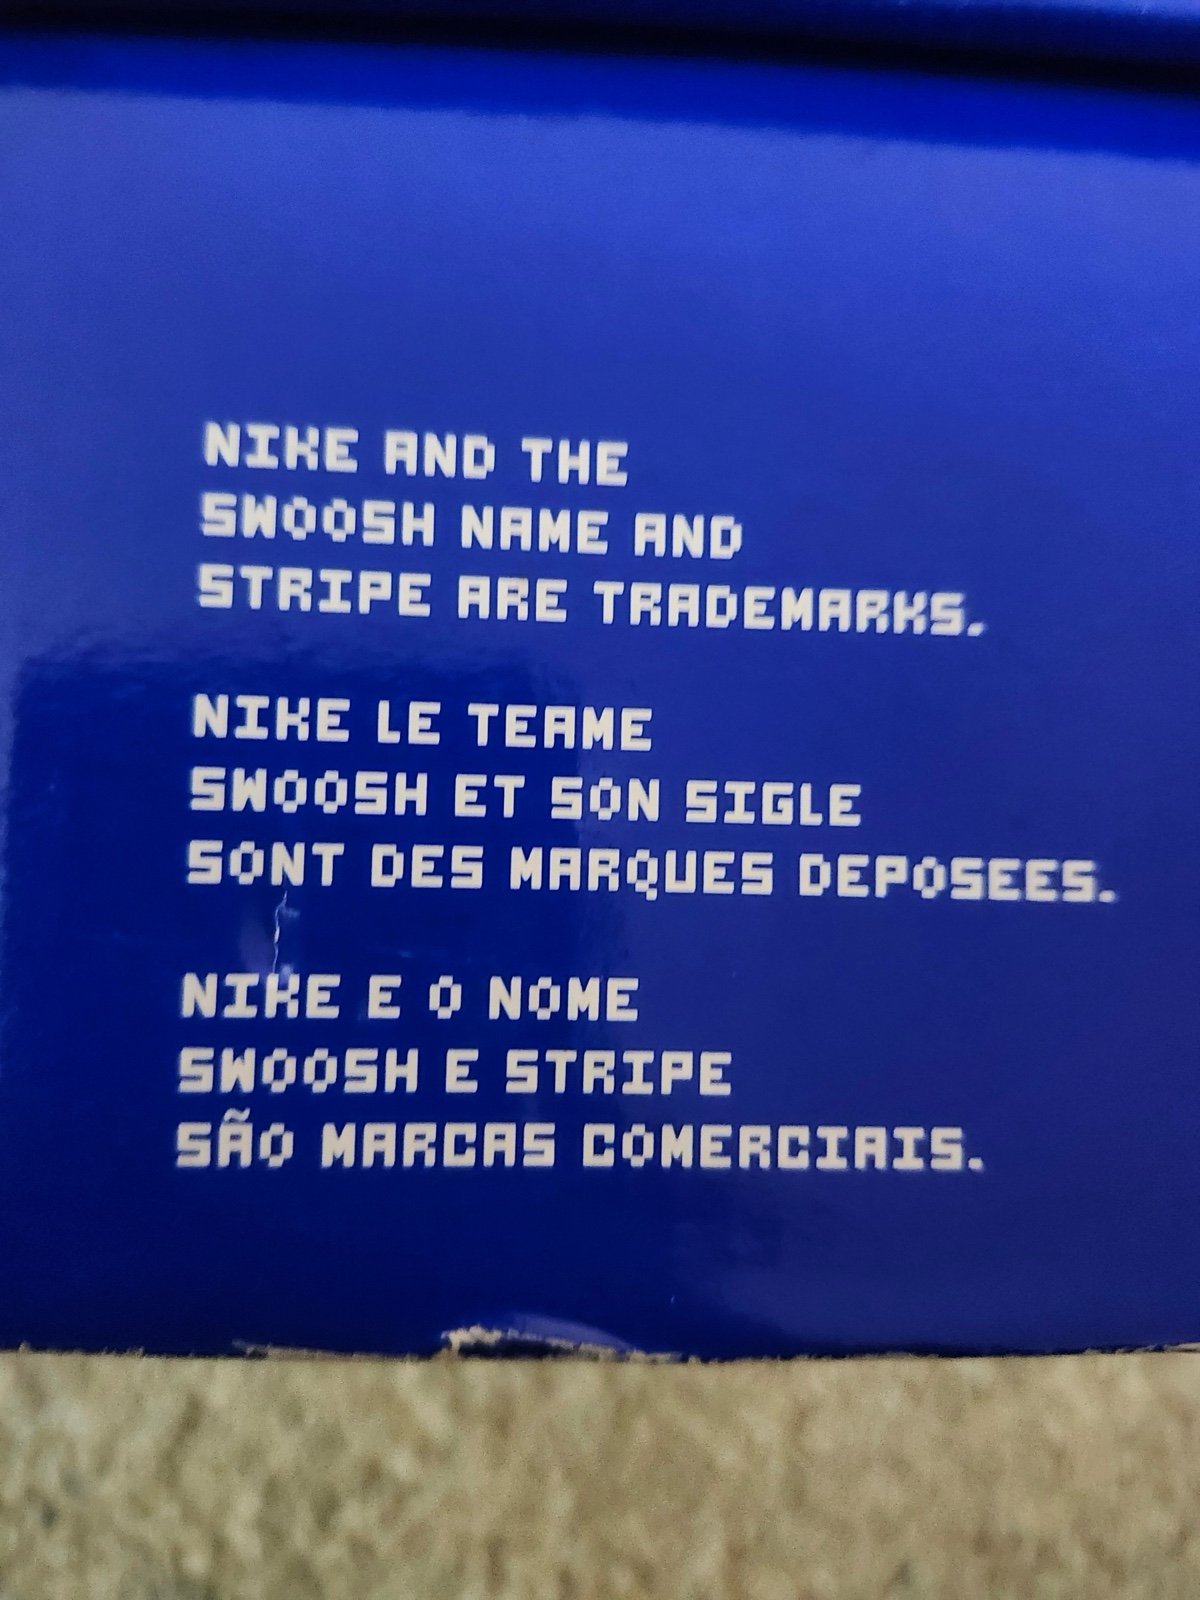 NIKE AND THE
SWOOSH NAME AND
STRIPE ARE TRADEMARKS.
NIKE LE TEAME
SWOOSH ET SON SIGLE
SONT DES MARQUES DEPOSEES.
NIKE E O NOME
SWOOSH E STRIPE
SÃO MARCAS COMERCIAIS.